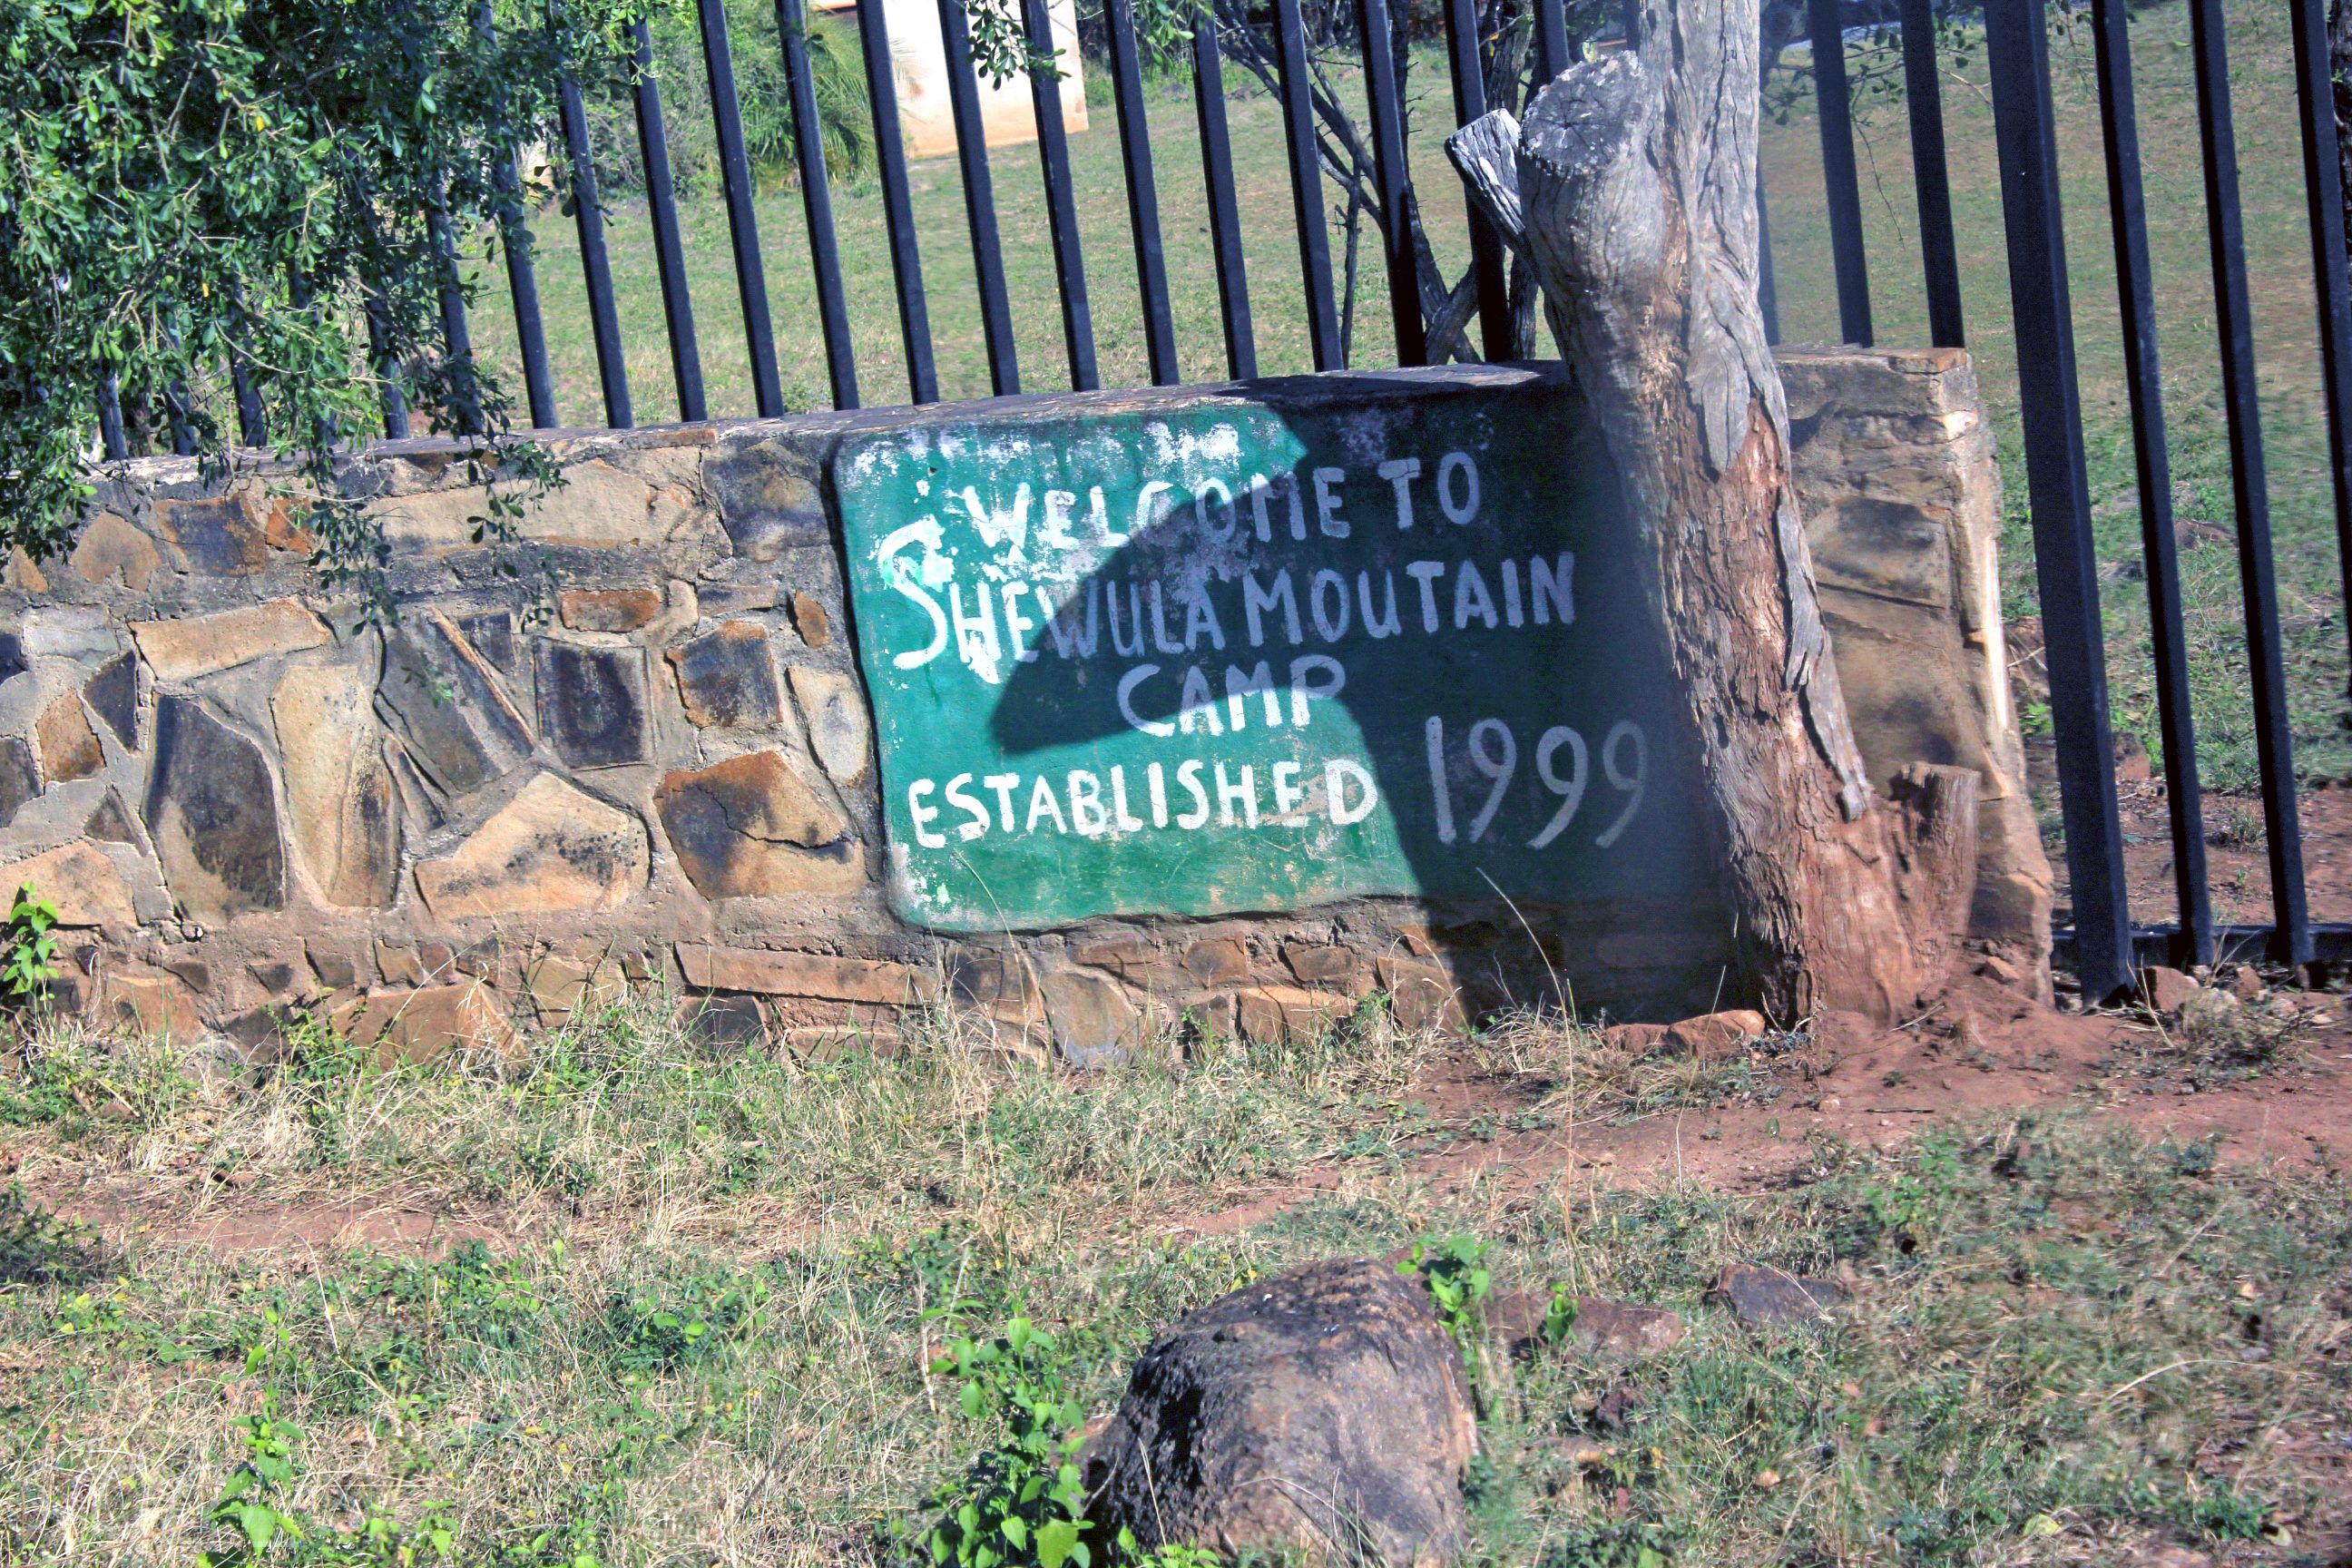 WELCOME TO
SHEWULA MOUTAIN
CAMP
ESTABLISHED 1999